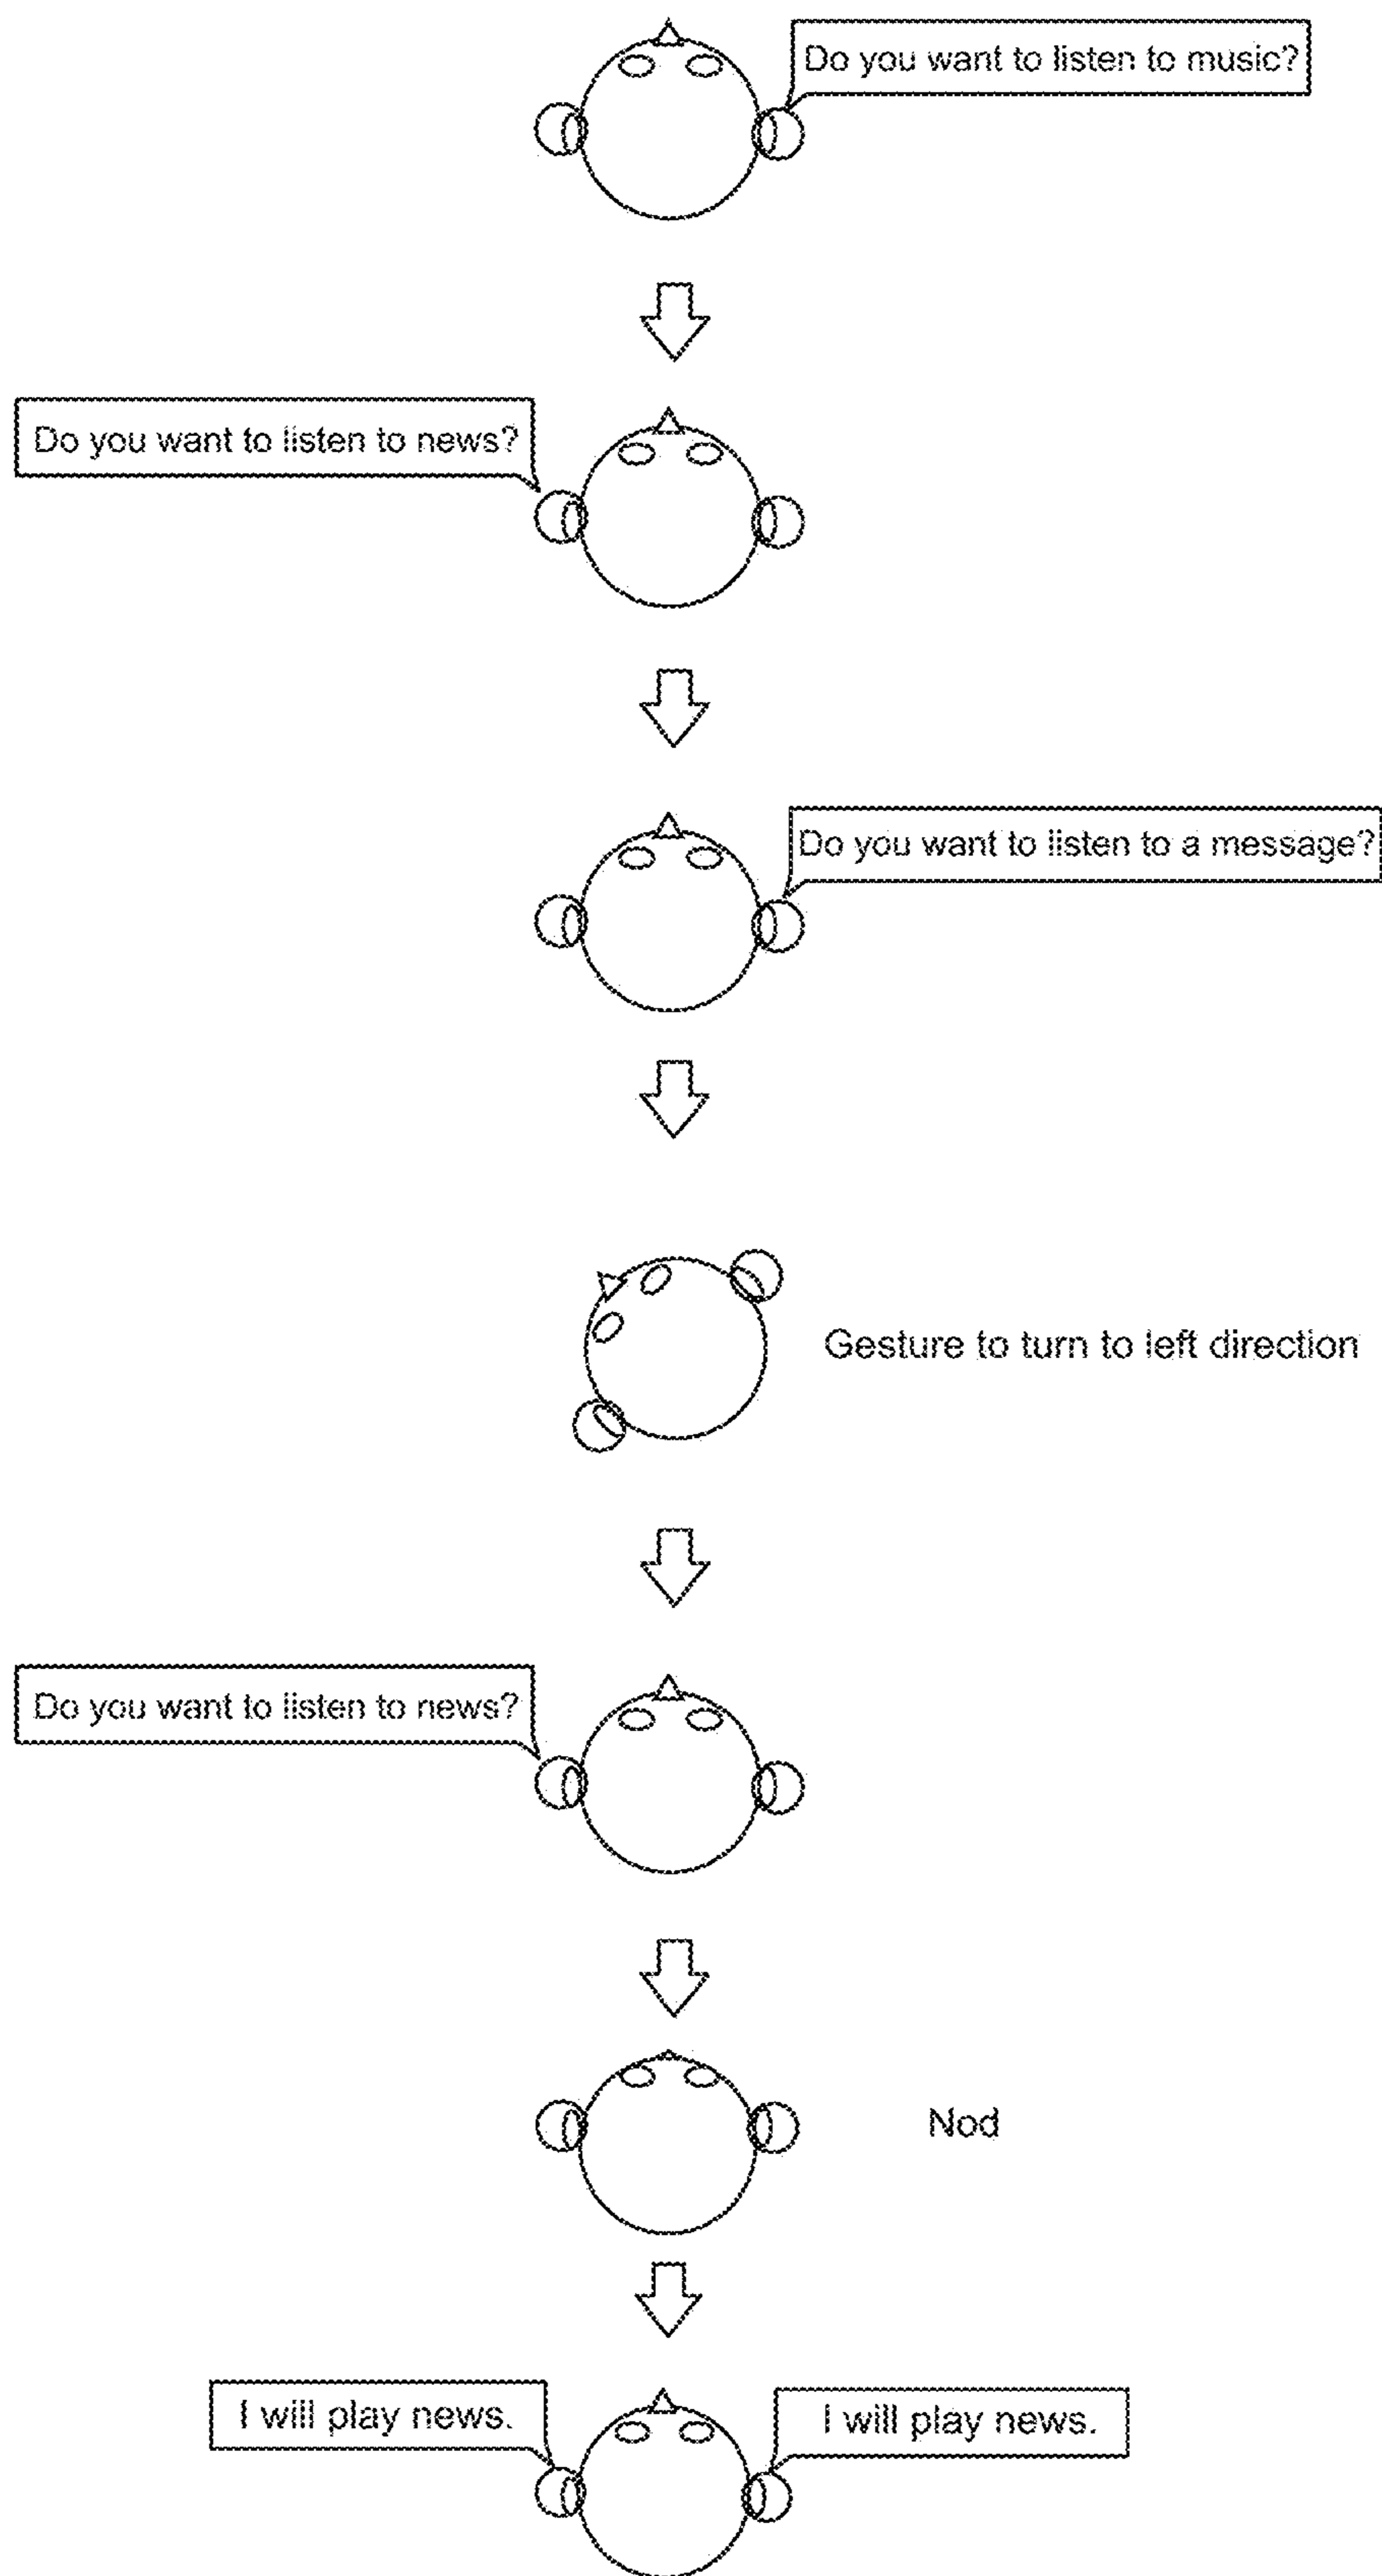 Do you want to listen to music?
Do you want to listen to news?
Do you want to listen to a message?
Gesture to turn to left direction
Do you want to listen to news?
Nod
I will play news.
I will play news.